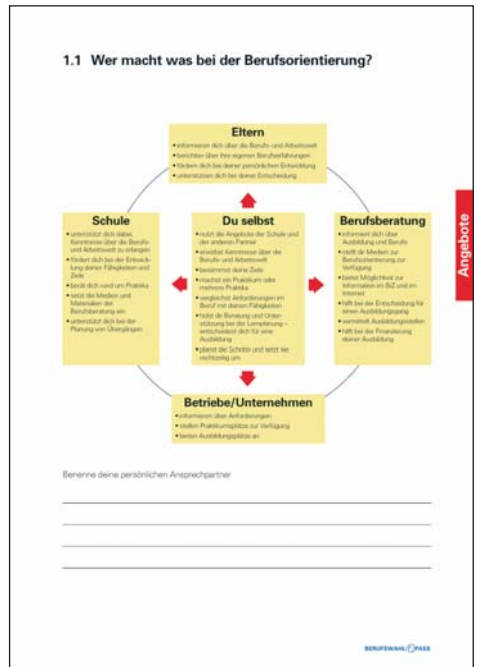 1.1 Wer macht was bei der Berufsorientierung?
Eltern
• informieren dich über die Berufs- und Arbeitswelt
• berichten über ihre eigenen Berufserfahrungen
• fördern dich bei deiner persönlichen Entwicklung
• unterstützen dich bei deiner Entscheidung
Schule
• unterstützt dich dabei,
Kenntnisse über die Berufs-
und Arbeitswelt zu erlangen
• fördert dich bei der Entwick-
lung deiner Fähigkeiten und
Ziele
• berät dich rund um Praktika
• setzt die Medien und
Materialien der
Berufsberatung ein
• unterstützt dich bei der
Planung von Übergängen
Du selbst
• nutzt die Angebote der Schule und
der anderen Partner
• erwirbst Kenntnisse über die
Berufs- und Arbeitswelt
• bestimmst deine Ziele
• machst ein Praktikum oder
mehrere Praktika
• vergleichst Anforderungen im
Beruf mit deinen Fähigkeiten
• holst dir Beratung und Unter-
stützung bei der Lernplanung –
entscheidest dich für eine
Ausbildung
• planst die Schritte und setzt sie
rechtzeitig um
Berufsberatung
• informiert dich über
Ausbildung und Berufe
• stellt dir Medien zur
Berufsorientierung zur
Verfügung
• bietet Möglichkeit zur
Information im BiZ und im
Internet
• hilft bei der Entscheidung für
einen Ausbildungsgang
• vermittelt Ausbildungsstellen
• hilft bei der Finanzierung
deiner Ausbildung
Angebote
Betriebe/Unternehmen
• informieren über Anforderungen
• stellen Praktikumsplätze zur Verfügung
• bieten Ausbildungsplätze an
Benenne deine persönlichen Ansprechpartner
BERUFSWAHL PASS